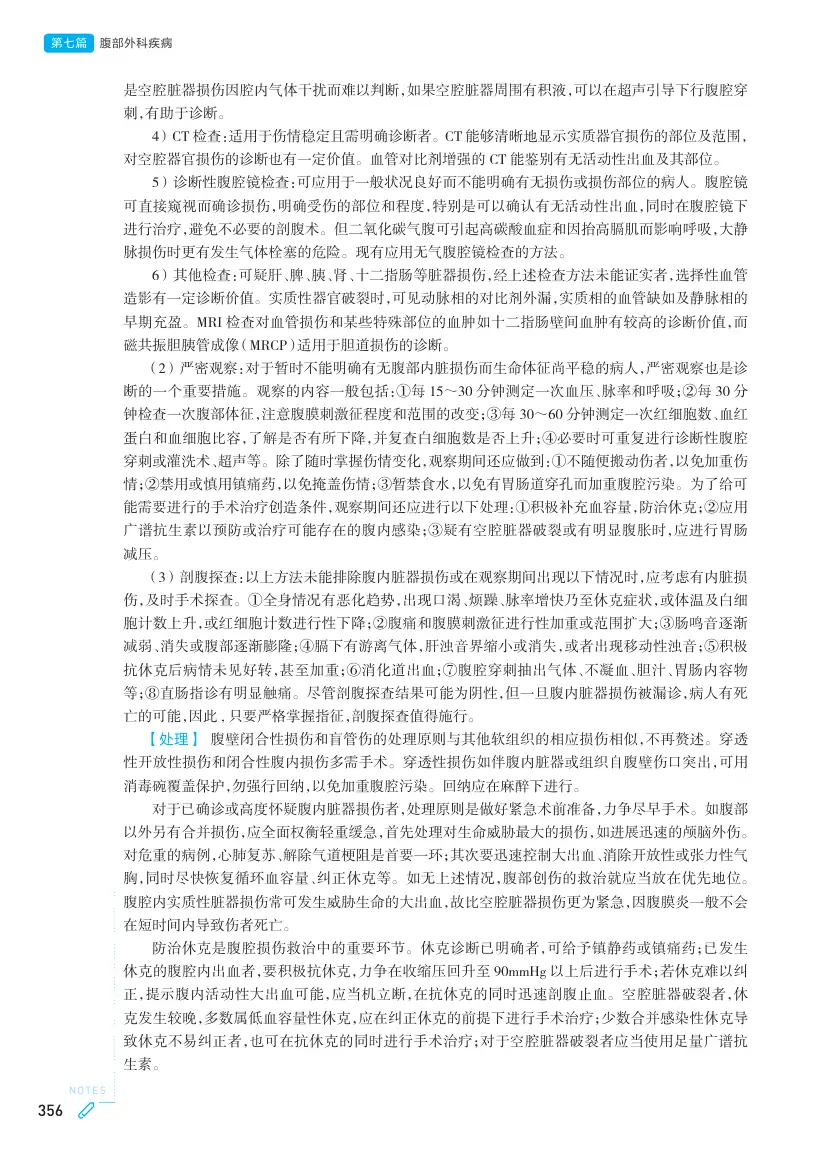 第七篇 腹部外科疾病
是空腔脏器损伤因腔内气体干扰而难以判断,如果空腔脏器周围有积液,可以在超声引导下行腹腔穿
刺,有助于诊断。
4）CT 检查:适用于伤情稳定且需明确诊断者。CT 能够清晰地显示实质器官损伤的部位及范围,
对空腔器官损伤的诊断也有一定价值。血管对比剂增强的 CT 能鉴别有无活动性出血及其部位。
5）诊断性腹腔镜检查:可应用于一般状况良好而不能明确有无损伤或损伤部位的病人。腹腔镜
可直接窥视而确诊损伤,明确受伤的部位和程度,特别是可以确认有无活动性出血,同时在腹腔镜下
进行治疗,避免不必要的剖腹术。但二氧化碳气腹可引起高碳酸血症和因抬高膈肌而影响呼吸,大静
脉损伤时更有发生气体栓塞的危险。现有应用无气腹腔镜检查的方法。
6）其他检查:可疑肝、脾、胰、肾、十二指肠等脏器损伤,经上述检查方法未能证实者,选择性血管
造影有一定诊断价值。实质性器官破裂时,可见动脉相的对比剂外漏,实质相的血管缺如及静脉相的
早期充盈。MRI 检查对血管损伤和某些特殊部位的血肿如十二指肠壁间血肿有较高的诊断价值,而
磁共振胆胰管成像（MRCP）适用于胆道损伤的诊断。
（2）严密观察:对于暂时不能明确有无腹部内脏损伤而生命体征尚平稳的病人,严密观察也是诊
断的一个重要措施。观察的内容一般包括:①每 15～30 分钟测定一次血压、脉率和呼吸;②每 30 分
钟检查一次腹部体征,注意腹膜刺激征程度和范围的改变;③每 30～60 分钟测定一次红细胞数、血红
蛋白和血细胞比容,了解是否有所下降,并复查白细胞数是否上升;④必要时可重复进行诊断性腹腔
穿刺或灌洗术、超声等。除了随时掌握伤情变化,观察期间还应做到:①不随便搬动伤者,以免加重伤
情;②禁用或慎用镇痛药,以免掩盖伤情;③暂禁食水,以免有胃肠道穿孔而加重腹腔污染。为了给可
能需要进行的手术治疗创造条件,观察期间还应进行以下处理:①积极补充血容量,防治休克;②应用
广谱抗生素以预防或治疗可能存在的腹内感染;③疑有空腔脏器破裂或有明显腹胀时,应进行胃肠
减压。
（3）剖腹探查:以上方法未能排除腹内脏器损伤或在观察期间出现以下情况时,应考虑有内脏损
伤,及时手术探查。①全身情况有恶化趋势,出现口渴、烦躁、脉率增快乃至休克症状,或体温及白细
胞计数上升,或红细胞计数进行性下降;②腹痛和腹膜刺激征进行性加重或范围扩大;③肠鸣音逐渐
减弱、消失或腹部逐渐膨隆;④膈下有游离气体,肝浊音界缩小或消失,或者出现移动性浊音;⑤积极
抗休克后病情未见好转,甚至加重;⑥消化道出血;⑦腹腔穿刺抽出气体、不凝血、胆汁、胃肠内容物
等;⑧直肠指诊有明显触痛。尽管剖腹探查结果可能为阴性,但一旦腹内脏器损伤被漏诊,病人有死
亡的可能,因此,只要严格掌握指征,剖腹探查值得施行。
【处理】 腹壁闭合性损伤和盲管伤的处理原则与其他软组织的相应损伤相似,不再赘述。穿透
性开放性损伤和闭合性腹内损伤多需手术。穿透性损伤如伴腹内脏器或组织自腹壁伤口突出,可用
消毒碗覆盖保护,勿强行回纳,以免加重腹腔污染。回纳应在麻醉下进行。
对于已确诊或高度怀疑腹内脏器损伤者,处理原则是做好紧急术前准备,力争尽早手术。如腹部
以外另有合并损伤,应全面权衡轻重缓急,首先处理对生命威胁最大的损伤,如进展迅速的颅脑外伤。
对危重的病例,心肺复苏、解除气道梗阻是首要一环;其次要迅速控制大出血、消除开放性或张力性气
胸,同时尽快恢复循环血容量、纠正休克等。如无上述情况,腹部创伤的救治就应当放在优先地位。
腹腔内实质性脏器损伤常可发生威胁生命的大出血,故比空腔脏器损伤更为紧急,因腹膜炎一般不会
在短时间内导致伤者死亡。
防治休克是腹腔损伤救治中的重要环节。休克诊断已明确者,可给予镇静药或镇痛药;已发生
休克的腹腔内出血者,要积极抗休克,力争在收缩压回升至 90mmHg 以上后进行手术;若休克难以纠
正,提示腹内活动性大出血可能,应当机立断,在抗休克的同时迅速剖腹止血。空腔脏器破裂者,休
克发生较晚,多数属低血容量性休克,应在纠正休克的前提下进行手术治疗;少数合并感染性休克导
致休克不易纠正者,也可在抗休克的同时进行手术治疗;对于空腔脏器破裂者应当使用足量广谱抗
生素。
NOTES
356